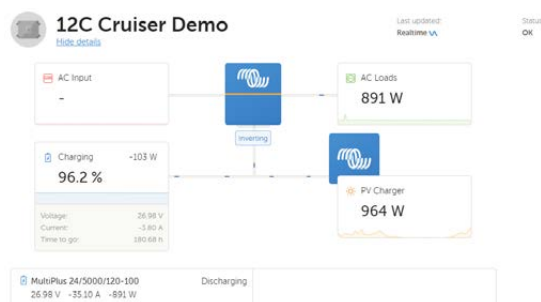 12C Cruiser Demo
Hide details
Last updated:
Realtime
Status
OK
AC Input
-
AC Loads
891 W
Inverting
Charging -103 W
96.2 %
Voltage: 26.98 V
Current: -3.80 A
Time to go: 180.68 h
PV Charger
964 W
MultiPlus 24/5000/120-100 Discharging
26.98 V -35.10 A -891 W